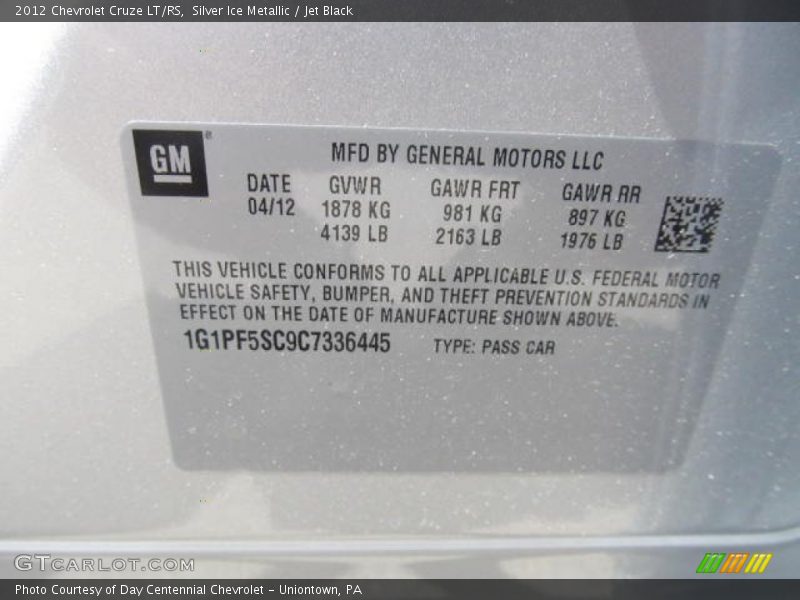 2012 Chevrolet Cruze LT/RS, Silver Ice Metallic / Jet Black
GM®
MFD BY GENERAL MOTORS LLC
DATE GVWR GAWR FRT GAWR RR
04/12 1878 KG 981 KG 897 KG
4139 LB 2163 LB 1976 LB
THIS VEHICLE CONFORMS TO ALL APPLICABLE U.S. FEDERAL MOTOR
VEHICLE SAFETY, BUMPER, AND THEFT PREVENTION STANDARDS IN
EFFECT ON THE DATE OF MANUFACTURE SHOWN ABOVE.
1G1PF5SC9C7336445 TYPE: PASS CAR
GTCARLOT.COM
Photo Courtesy of Day Centennial Chevrolet - Uniontown, PA